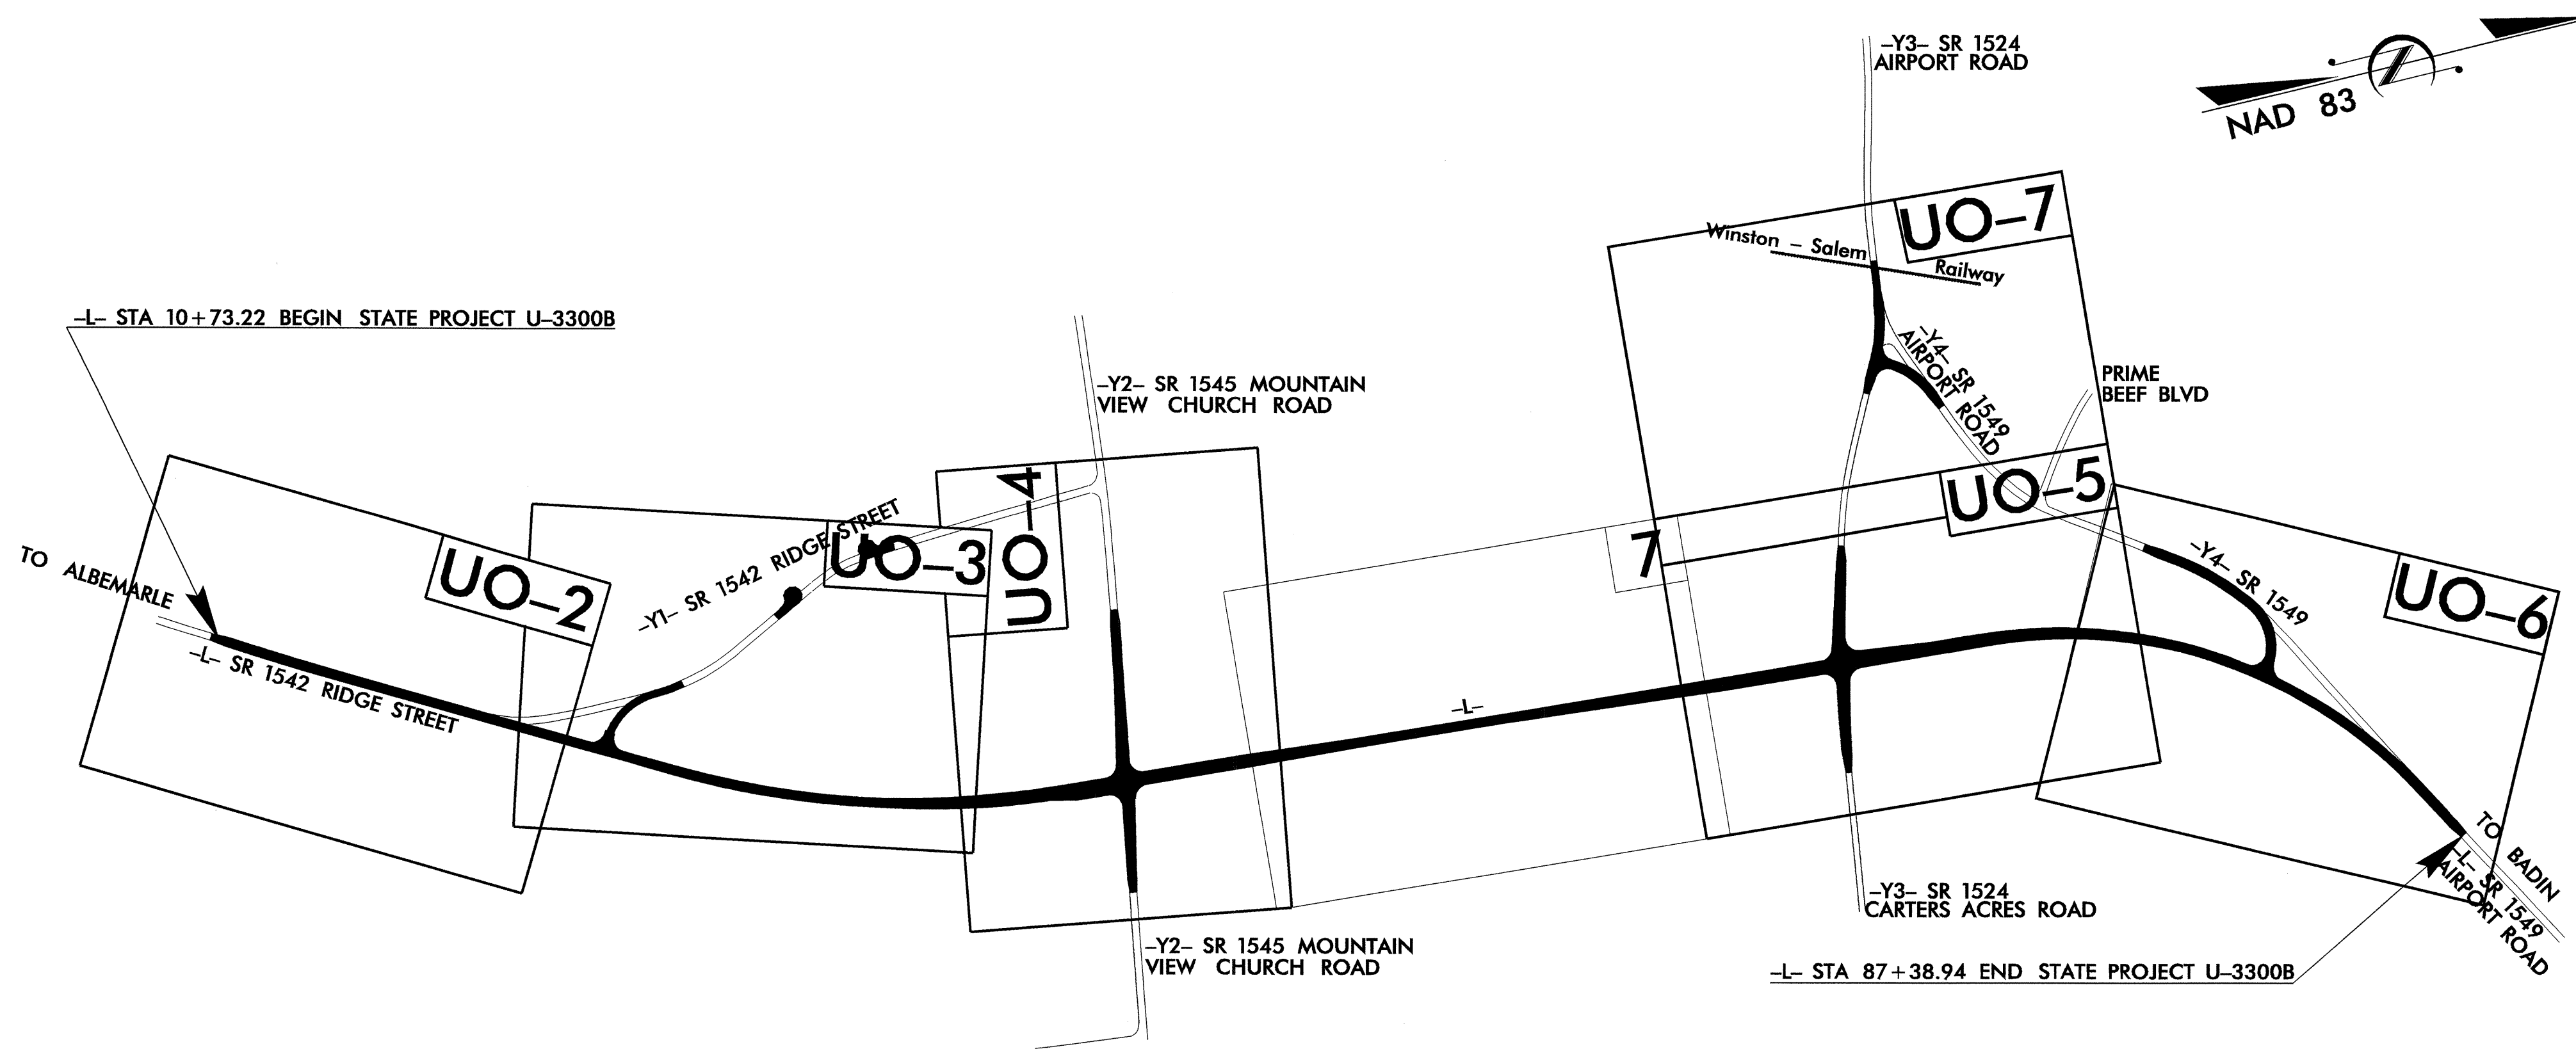 -Y3- SR 1524
AIRPORT ROAD
NAD 83
UO-7
Winston - Salem
Railway
-L- STA 10+73.22 BEGIN STATE PROJECT U-3300B
-Y4- SR 1549
AIRPORT ROAD
PRIME
BEEF BLVD
-Y2- SR 1545 MOUNTAIN
VIEW CHURCH ROAD
UO-4
UO-5
TO ALBEMARLE
UO-2
-Y1- SR 1542 RIDGE STREET
UO-3
7
-Y4- SR 1549
UO-6
-L- SR 1542 RIDGE STREET
-L-
TO BADIN
-L- SR 1549
AIRPORT ROAD
-Y3- SR 1524
CARTERS ACRES ROAD
-Y2- SR 1545 MOUNTAIN
VIEW CHURCH ROAD
-L- STA 87+38.94 END STATE PROJECT U-3300B